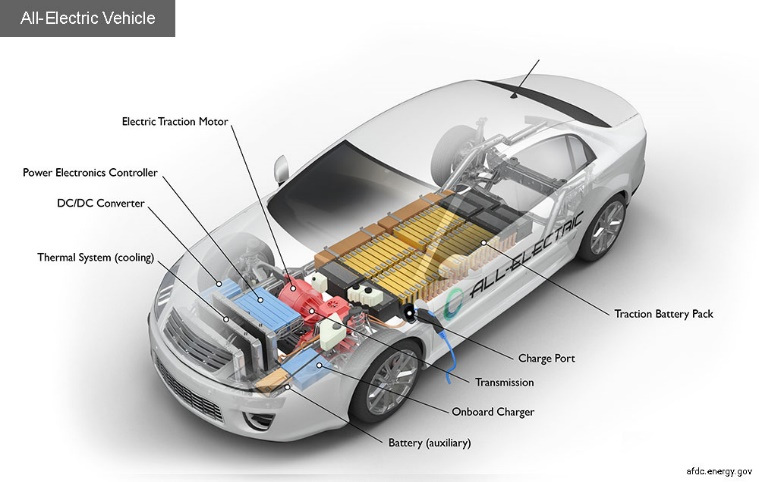 All-Electric Vehicle
Electric Traction Motor
Power Electronics Controller
DC/DC Converter
Thermal System (cooling)
ALL-ELECTRIC
Traction Battery Pack
Charge Port
Transmission
Onboard Charger
Battery (auxiliary)
afdc.energy.gov